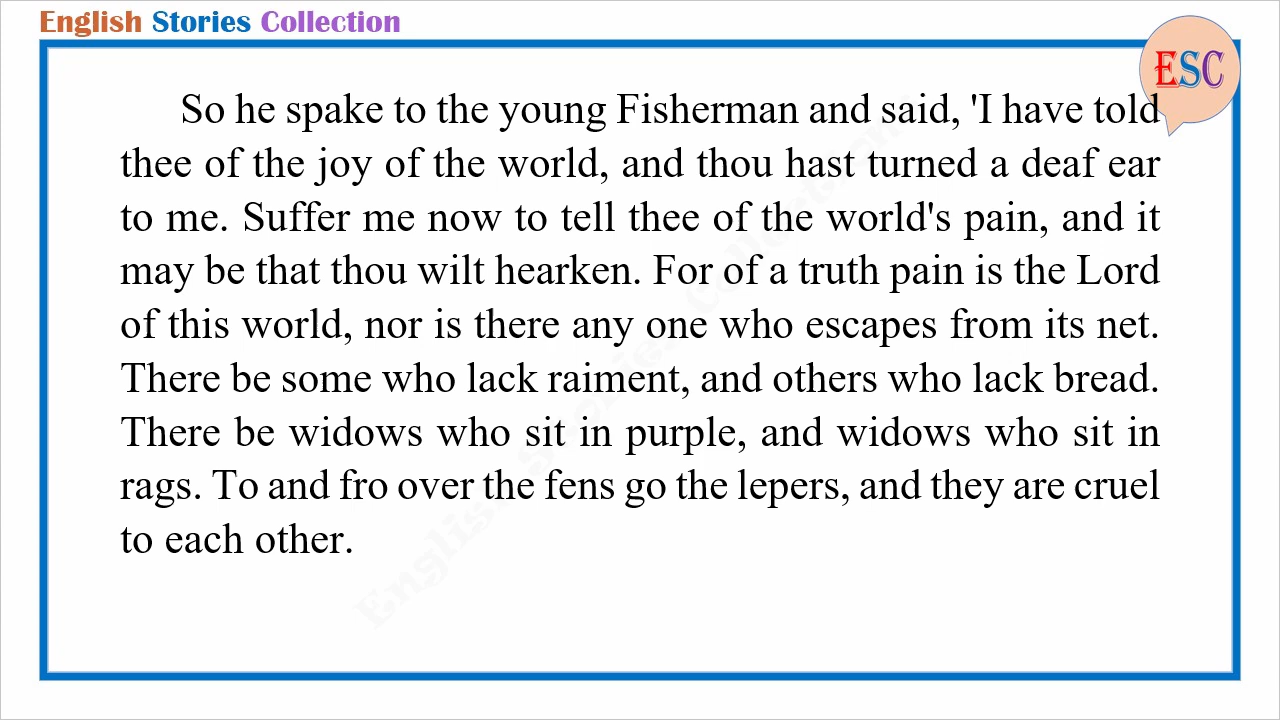 English Stories Collection
ESC
So he spake to the young Fisherman and said, 'I have told
thee of the joy of the world, and thou hast turned a deaf ear
to me. Suffer me now to tell thee of the world's pain, and it
may be that thou wilt hearken. For of a truth pain is the Lord
of this world, nor is there any one who escapes from its net.
There be some who lack raiment, and others who lack bread.
There be widows who sit in purple, and widows who sit in
rags. To and fro over the fens go the lepers, and they are cruel
to each other.
English Stories Collection